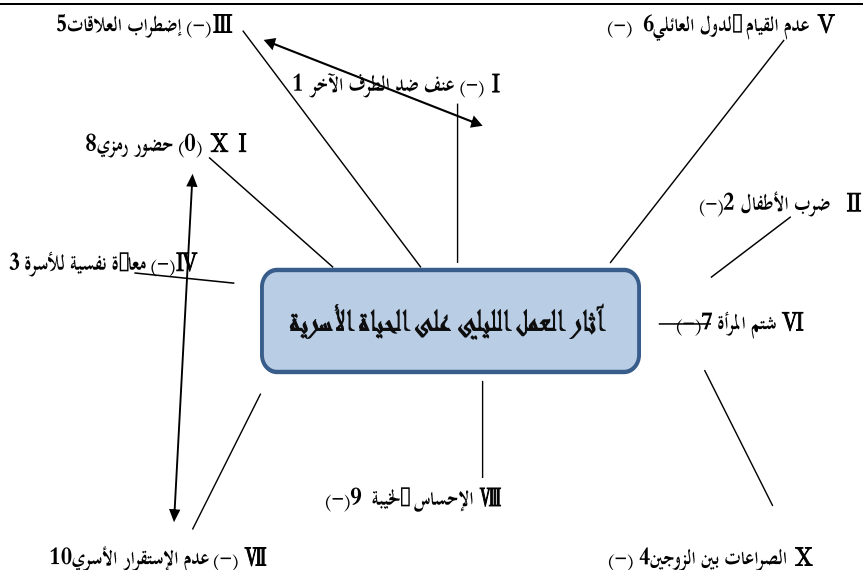 Ⅴ عدم القيام □لدول العائلي6 (−)
Ⅲ(−) إضطراب العلاقات5
Ⅰ (−) عنف ضد الطرف الآخر 1
Ⅰ Ⅹ (0) حضور رمزي8
Ⅱ ضرب الأطفال 2(−)
Ⅳ(−) معا□ة نفسية للأسرة 3
آثار العمل الليلي على الحياة الأسرية
Ⅵ شتم المرأة 7(−)
Ⅷ الإحساس □لخيبة 9(−)
Ⅹ الصراعات بين الزوجين4 (−)
Ⅶ (−) عدم الإستقرار الأسري10